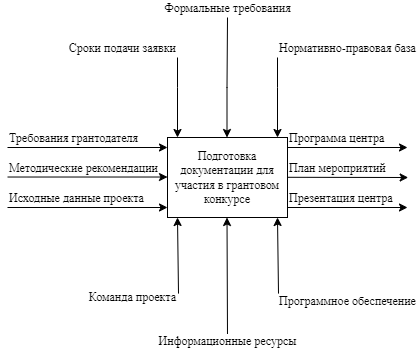 Формальные требования
Сроки подачи заявки
Нормативно-правовая база
Требования грантодателя
Методические рекомендации
Исходные данные проекта
Подготовка
документации для
участия в грантовом
конкурсе
Программа центра
План мероприятий
Презентация центра
Команда проекта
Программное обеспечение
Информационные ресурсы